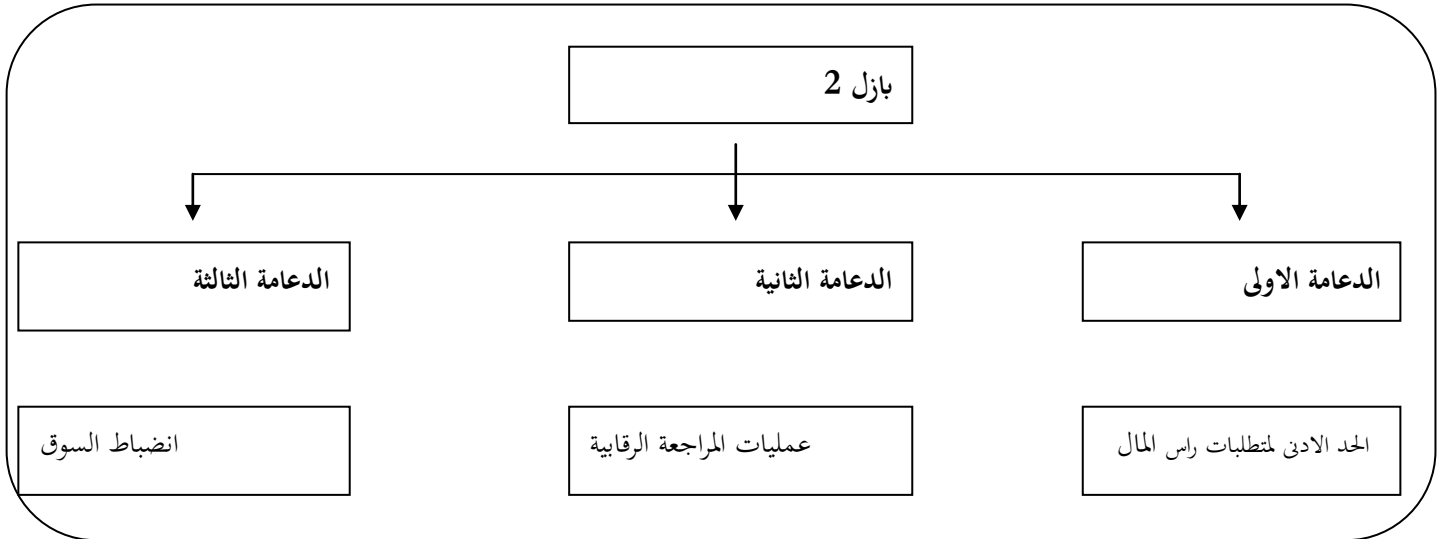 بازل 2
الدعامة الاولى
الدعامة الثانية
الدعامة الثالثة
الحد الادنى لمتطلبات راس المال
عمليات المراجعة الرقابية
انضباط السوق